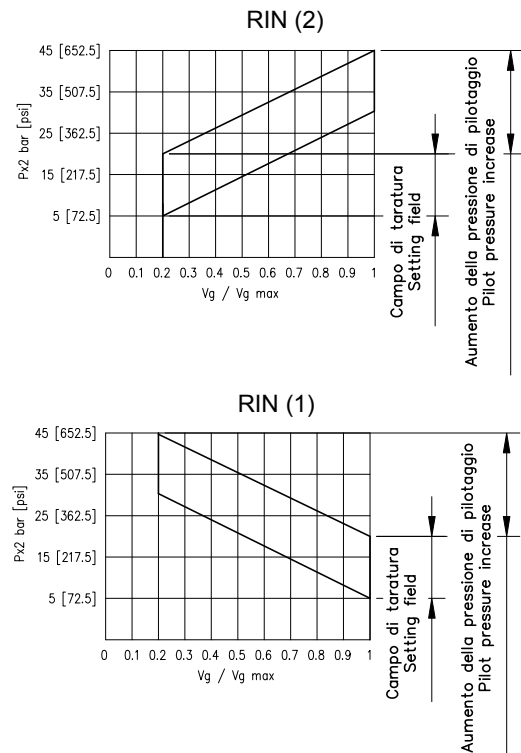 RIN (2)
45 [652.5]
35 [507.5]
25 [362.5]
15 [217.5]
5 [72.5]
Px2 bar [psi]
0 0.1 0.2 0.3 0.4 0.5 0.6 0.7 0.8 0.9 1
Vg / Vg max
Campo di taratura
Setting field
Aumento della pressione di pilotaggio
Pilot pressure increase
RIN (1)
45 [652.5]
35 [507.5]
25 [362.5]
15 [217.5]
5 [72.5]
Px2 bar [psi]
0 0.1 0.2 0.3 0.4 0.5 0.6 0.7 0.8 0.9 1
Vg / Vg max
Campo di taratura
Setting field
Aumento della pressione di pilotaggio
Pilot pressure increase